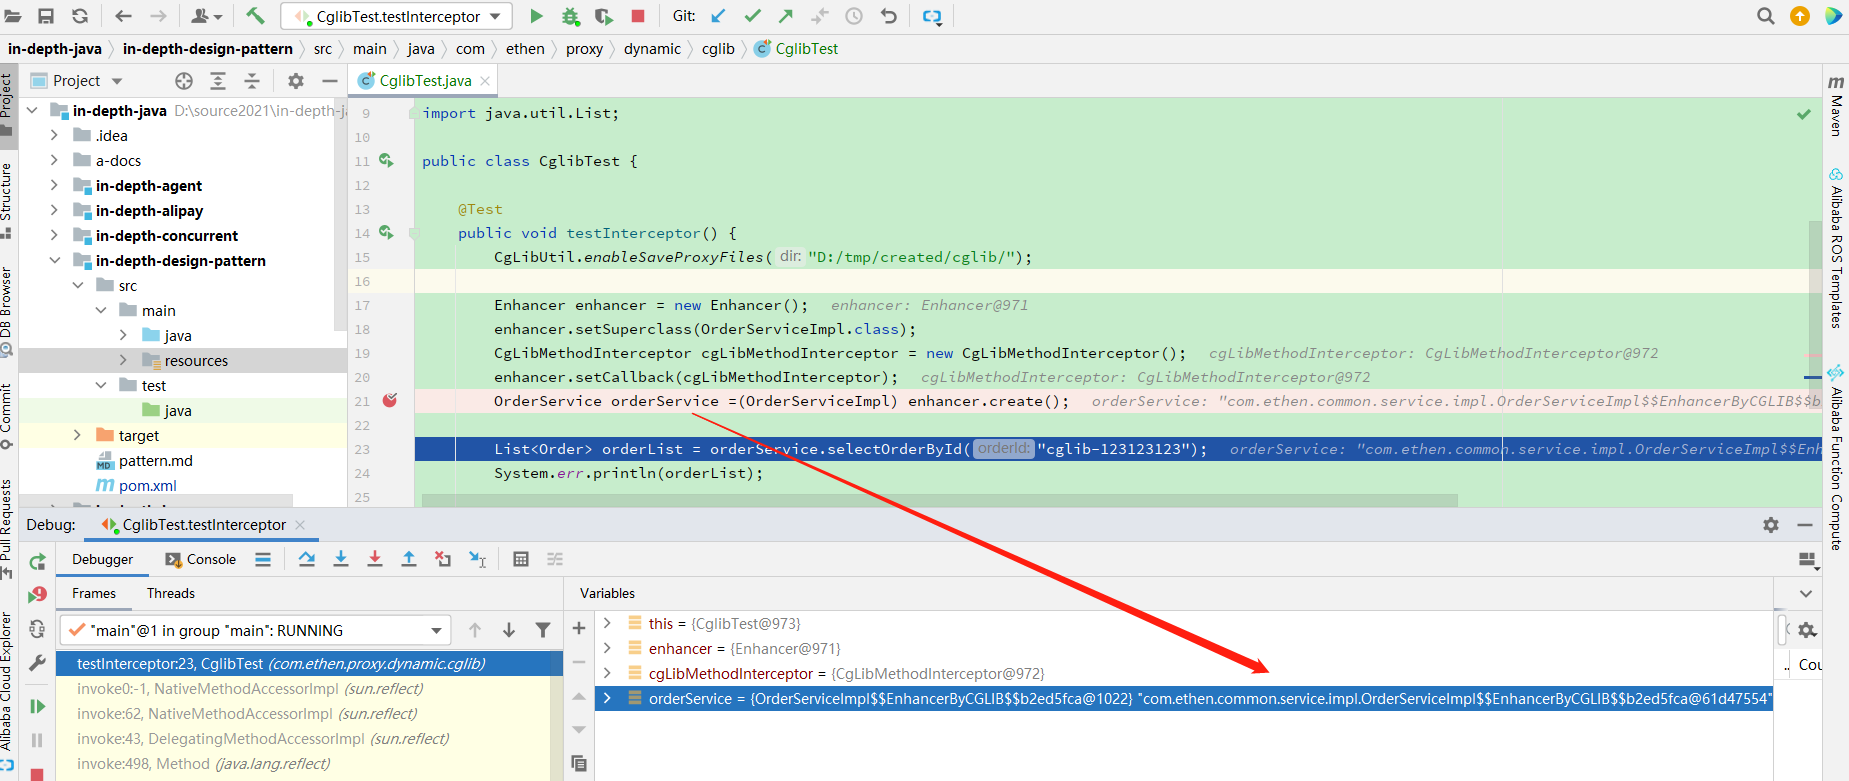 CglibTest.testInterceptor
Git:
in-depth-java
in-depth-design-pattern
src
main
java
com
ethen
proxy
dynamic
cglib
CglibTest
Project
Project
CglibTest.java
in-depth-java D:\source2021\in-depth-j
.idea
a-docs
in-depth-agent
in-depth-alipay
in-depth-concurrent
in-depth-design-pattern
src
main
java
resources
test
java
target
pattern.md
pom.xml
Structure
DB Browser
Commit
Pull Requests
Alibaba Cloud Explorer
9 import java.util.List;
10
11 public class CglibTest {
12
13 @Test
14 public void testInterceptor() {
15 CgLibUtil.enableSaveProxyFiles( dir: "D:/tmp/created/cglib/");
16
17 Enhancer enhancer = new Enhancer(); enhancer: Enhancer@971
18 enhancer.setSuperclass(OrderServiceImpl.class);
19 CgLibMethodInterceptor cgLibMethodInterceptor = new CgLibMethodInterceptor(); cgLibMethodInterceptor: CgLibMethodInterceptor@972
20 enhancer.setCallback(cgLibMethodInterceptor); cgLibMethodInterceptor: CgLibMethodInterceptor@972
21 OrderService orderService =(OrderServiceImpl) enhancer.create(); orderService: "com.ethen.common.service.impl.OrderServiceImpl$$EnhancerByCGLIB$$b
22
23 List<Order> orderList = orderService.selectOrderById( orderId: "cglib-123123123"); orderService: "com.ethen.common.service.impl.OrderServiceImpl$$Enh
24 System.err.println(orderList);
25
Maven
Alibaba ROS Templates
Alibaba Function Compute
Debug: CglibTest.testInterceptor
Debugger
Console
Frames
Threads
"main"@1 in group "main": RUNNING
testInterceptor:23, CglibTest (com.ethen.proxy.dynamic.cglib)
invoke0:-1, NativeMethodAccessorImpl (sun.reflect)
invoke:62, NativeMethodAccessorImpl (sun.reflect)
invoke:43, DelegatingMethodAccessorImpl (sun.reflect)
invoke:498, Method (java.lang.reflect)
Variables
this = {CglibTest@973}
enhancer = {Enhancer@971}
cgLibMethodInterceptor = {CgLibMethodInterceptor@972}
orderService = {OrderServiceImpl$$EnhancerByCGLIB$$b2ed5fca@1022} "com.ethen.common.service.impl.OrderServiceImpl$$EnhancerByCGLIB$$b2ed5fca@61d47554"
.. Cou